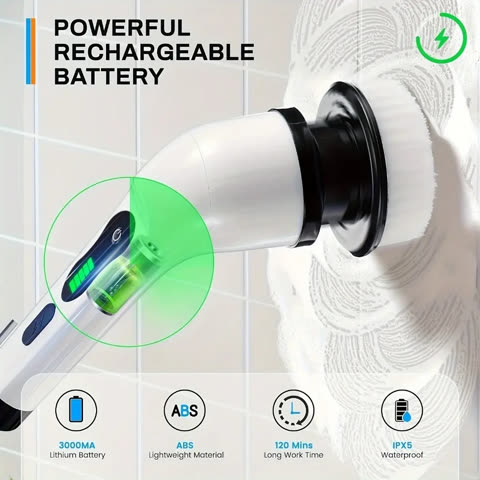 POWERFUL
RECHARGEABLE
BATTERY
ABS
3000MA
Lithium Battery
ABS
Lightweight Material
120 Mins
Long Work Time
IPX5
Waterproof